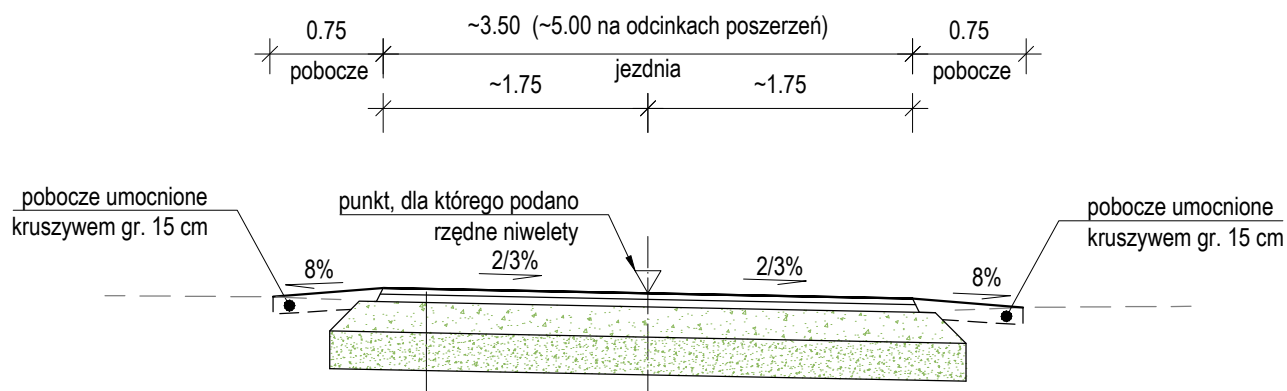 0.75
~3.50 (~5.00 na odcinkach poszerzeń)
0.75
pobocze
jezdnia
pobocze
~1.75
~1.75
pobocze umocnione
kruszywem gr. 15 cm
punkt, dla którego podano
rzędne niwelety
pobocze umocnione
kruszywem gr. 15 cm
8%
2/3%
2/3%
8%